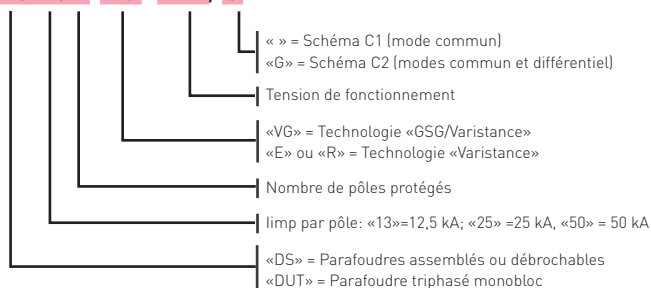 « » = Schéma C1 (mode commun)
«G» = Schéma C2 (modes commun et différentiel)
Tension de fonctionnement
«VG» = Technologie «GSG/Varistance»
«E» ou «R» = Technologie «Varistance»
Nombre de pôles protégés
Iimp par pôle: «13»=12,5 kA; «25» =25 kA, «50» = 50 kA
«DS» = Parafoudres assemblés ou débrochables
«DUT» = Parafoudre triphasé monobloc